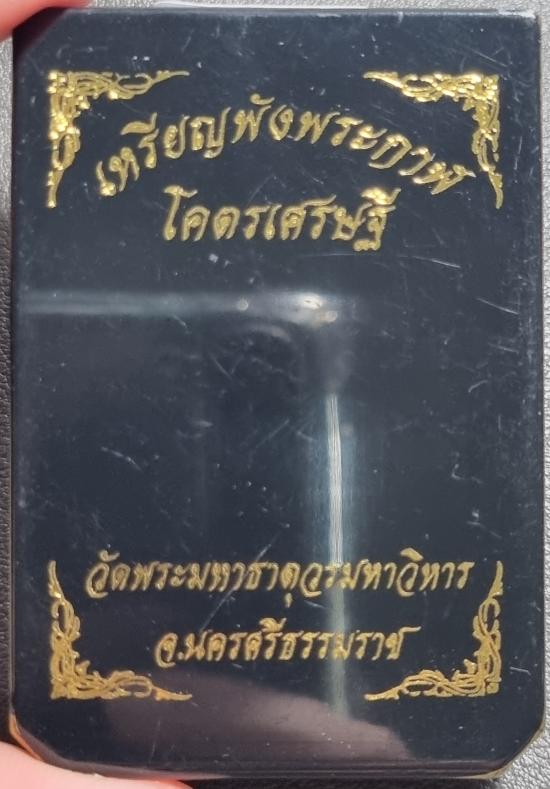 เหรียญพังพระกาฬ
โคตรเศรษฐี
วัดพระมหาธาตุวรมหาวิหาร
จ.นครศรีธรรมราช